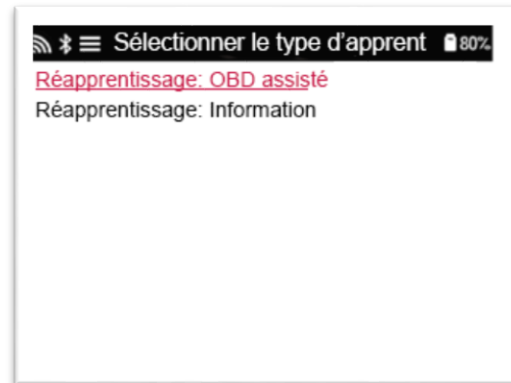 Sélectionner le type d’apprent 80%
Réapprentissage: OBD assisté
Réapprentissage: Information